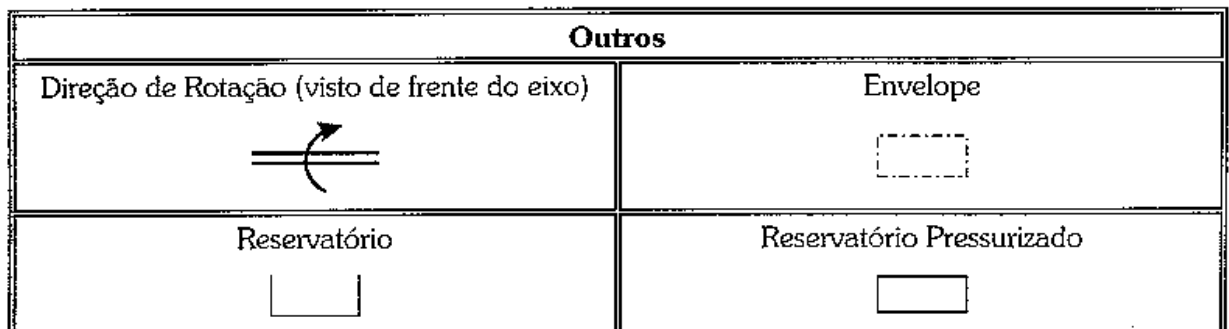 Outros
Direção de Rotação (visto de frente do eixo)
Envelope
Reservatório
Reservatório Pressurizado